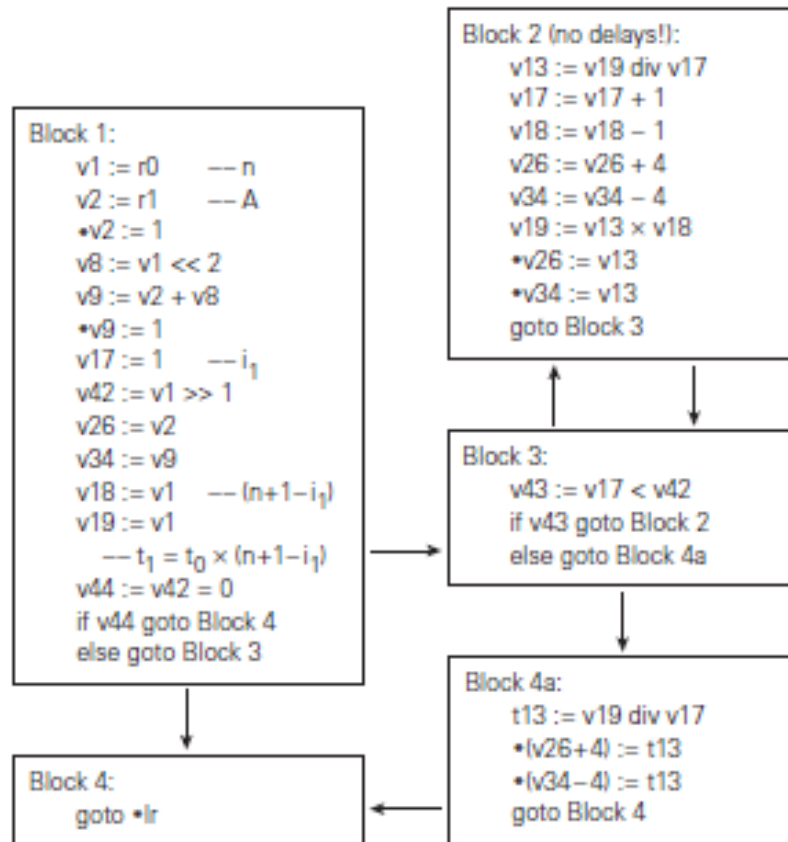 Block 1:
v1 := r0 –– n
v2 := r1 –– A
*v2 := 1
v8 := v1 << 2
v9 := v2 + v8
*v9 := 1
v17 := 1 –– i1
v42 := v1 >> 1
v26 := v2
v34 := v9
v18 := v1 –– (n+1–i1)
v19 := v1
–– t1 = t0 × (n+1–i1)
v44 := v42 = 0
if v44 goto Block 4
else goto Block 3
Block 2 (no delays!):
v13 := v19 div v17
v17 := v17 + 1
v18 := v18 – 1
v26 := v26 + 4
v34 := v34 – 4
v19 := v13 × v18
*v26 := v13
*v34 := v13
goto Block 3
Block 3:
v43 := v17 < v42
if v43 goto Block 2
else goto Block 4a
Block 4a:
t13 := v19 div v17
*(v26+4) := t13
*(v34–4) := t13
goto Block 4
Block 4:
goto *lr